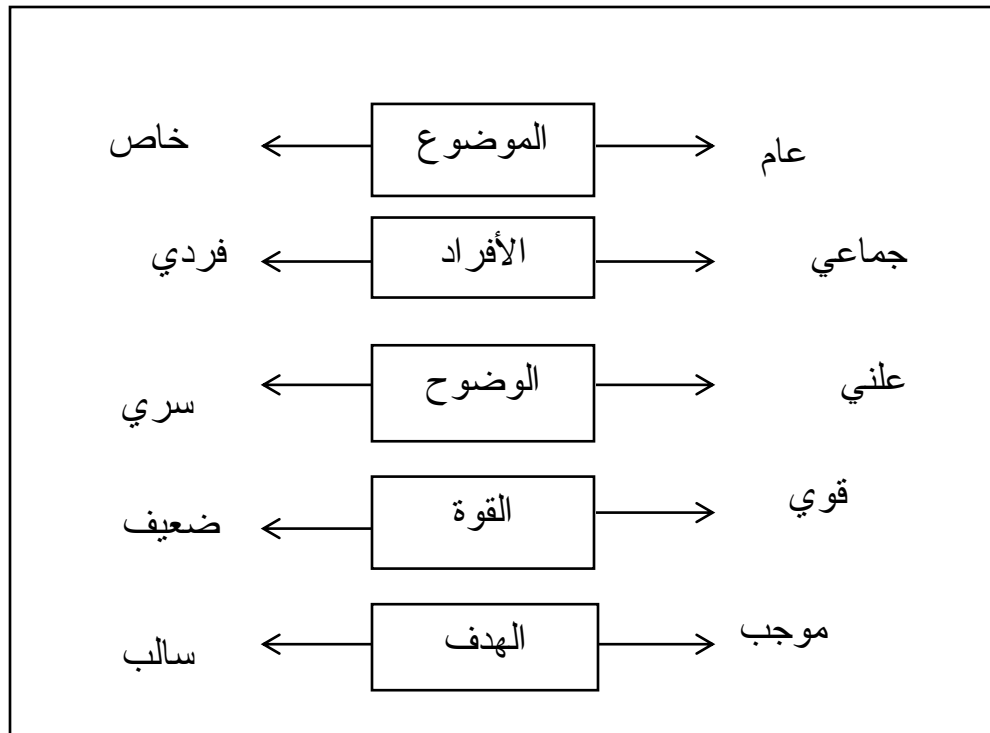 عام الموضوع خاص
جماعي الأفراد فردي
علني الوضوح سري
قوي القوة ضعيف
موجب الهدف سالب